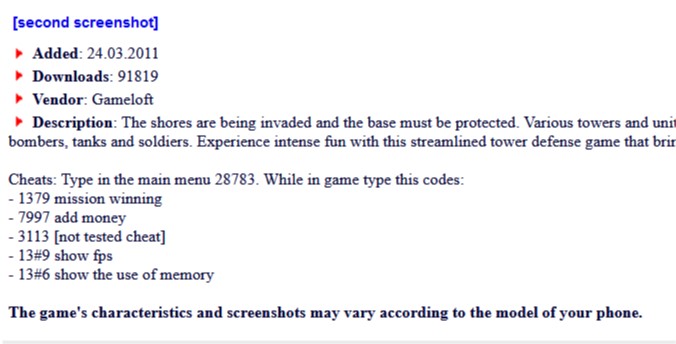 [second screenshot]
Added: 24.03.2011
Downloads: 91819
Vendor: Gameloft
Description: The shores are being invaded and the base must be protected. Various towers and
bombers, tanks and soldiers. Experience intense fun with this streamlined tower defense game that
Cheats: Type in the main menu 28783. While in game type this codes:
- 1379 mission winning
- 7997 add money
- 3113 [not tested cheat]
- 13#9 show fps
- 13#6 show the use of memory
The game's characteristics and screenshots may vary according to the model of your phone.